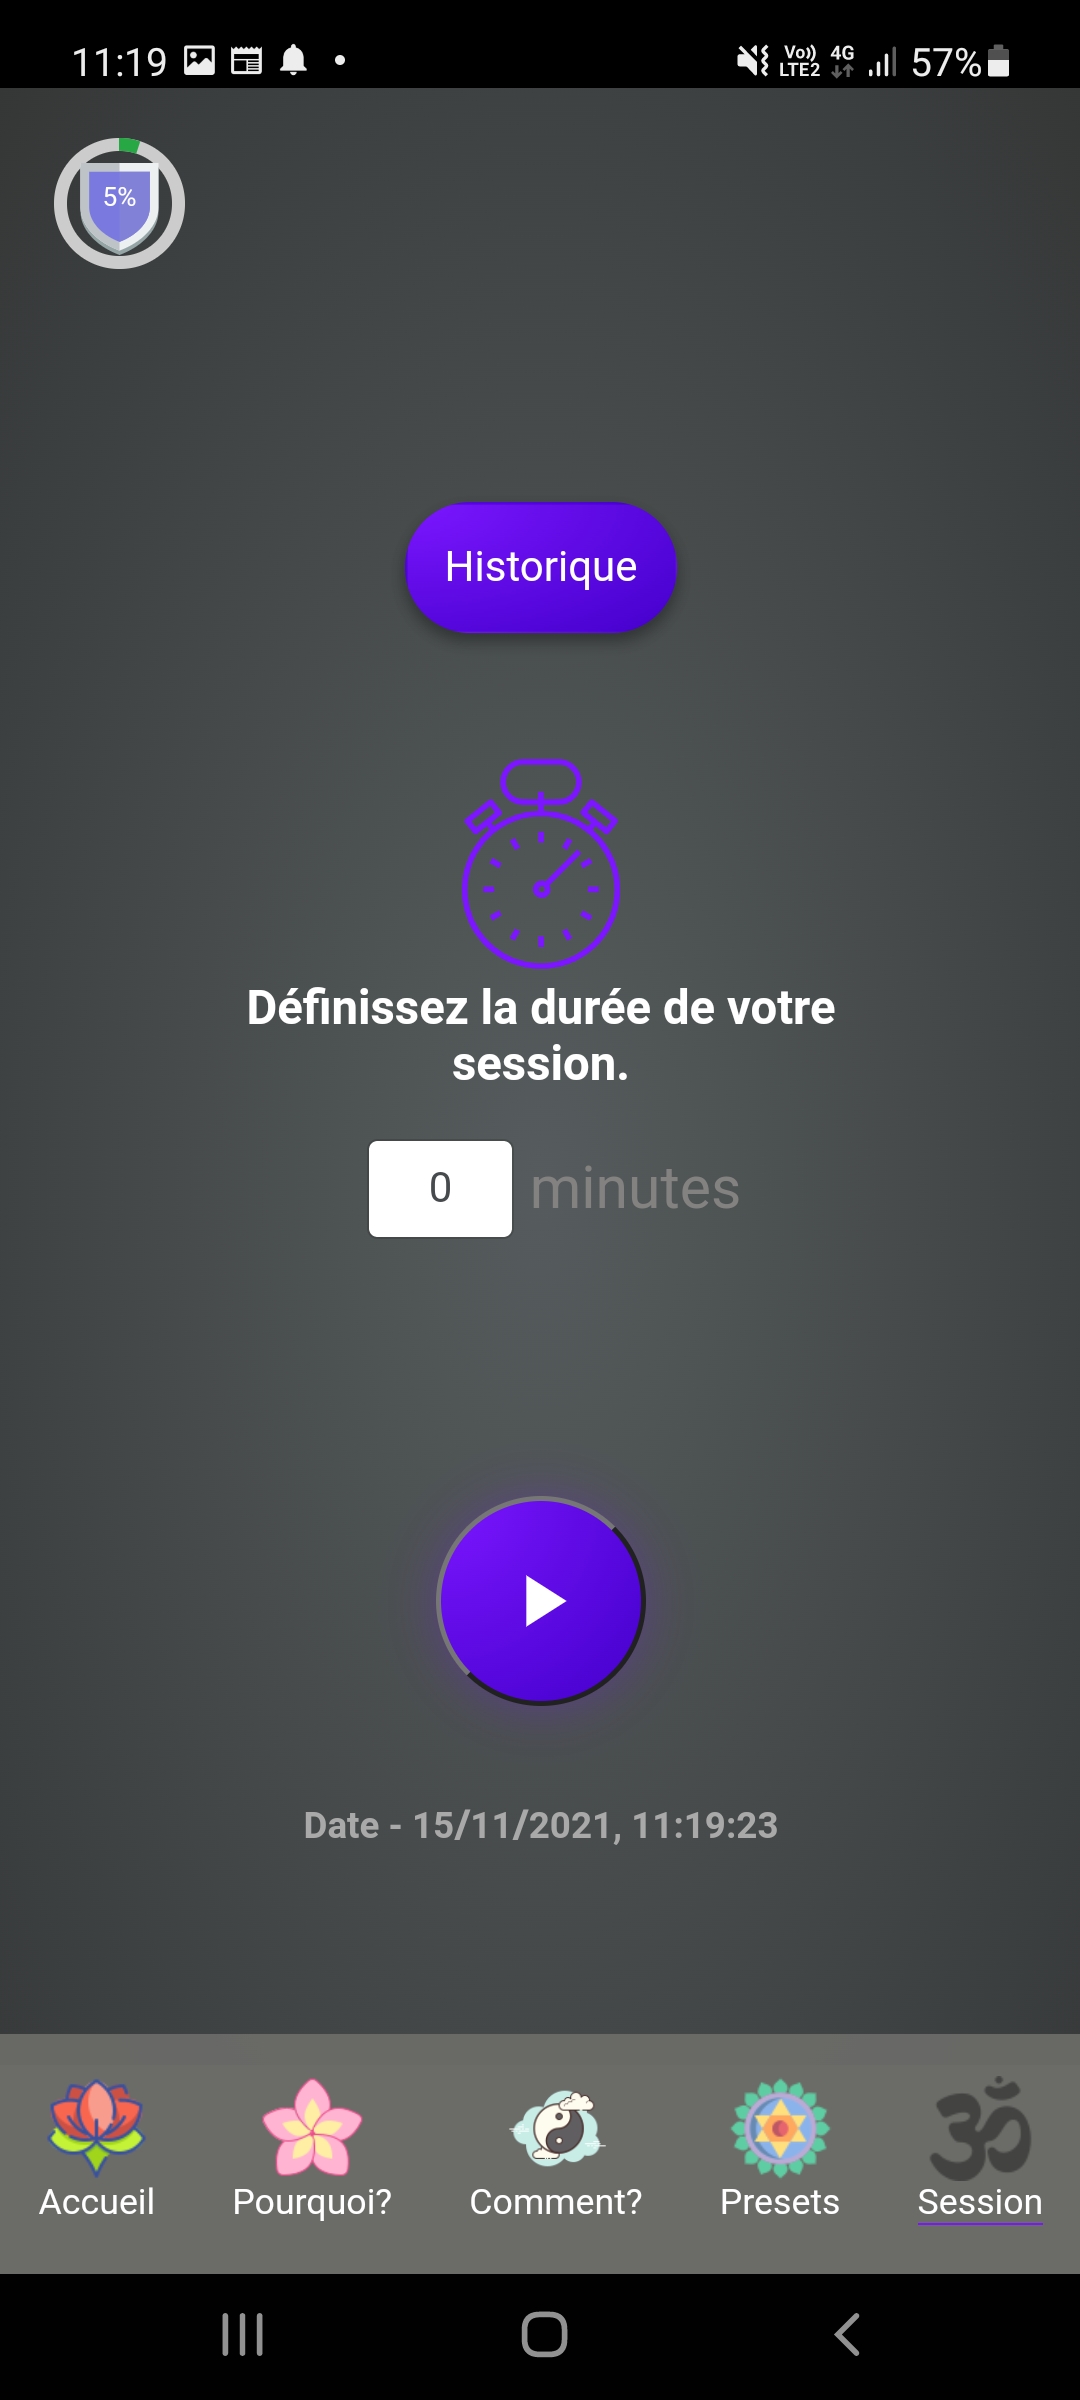 11:19
Vo)) LTE2 4G 57%
5%
Historique
Définissez la durée de votre
session.
0 minutes
Date - 15/11/2021, 11:19:23
Accueil Pourquoi? Comment? Presets Session